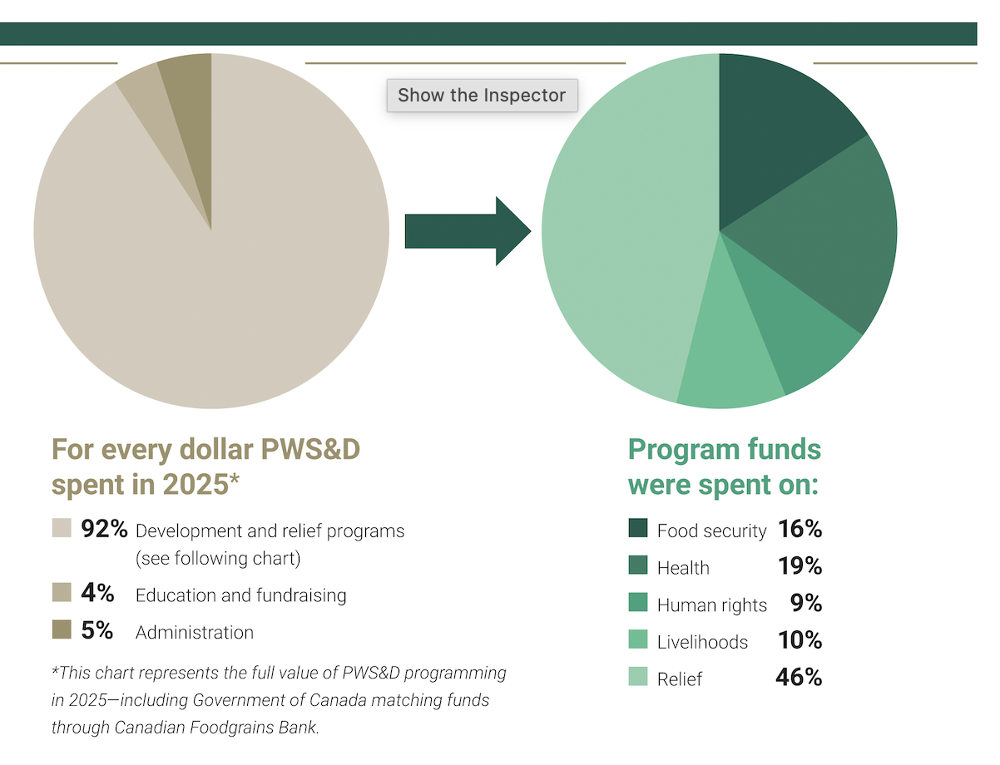 Show the Inspector
For every dollar PWS&D
spent in 2025*
92% Development and relief programs
(see following chart)
4% Education and fundraising
5% Administration
*This chart represents the full value of PWS&D programming
in 2025—including Government of Canada matching funds
through Canadian Foodgrains Bank.
Program funds
were spent on:
Food security 16%
Health 19%
Human rights 9%
Livelihoods 10%
Relief 46%